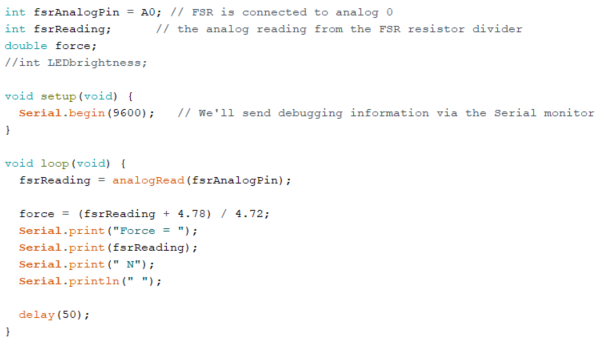 int fsrAnalogPin = A0; // FSR is connected to analog 0
int fsrReading;      // the analog reading from the FSR resistor divider
double force;
//int LEDbrightness;

void setup(void) {
  Serial.begin(9600);   // We'll send debugging information via the Serial monitor
}

void loop(void) {
  fsrReading = analogRead(fsrAnalogPin);

  force = (fsrReading + 4.78) / 4.72;
  Serial.print("Force = ");
  Serial.print(fsrReading);
  Serial.print(" N");
  Serial.println(" ");

  delay(50);
}